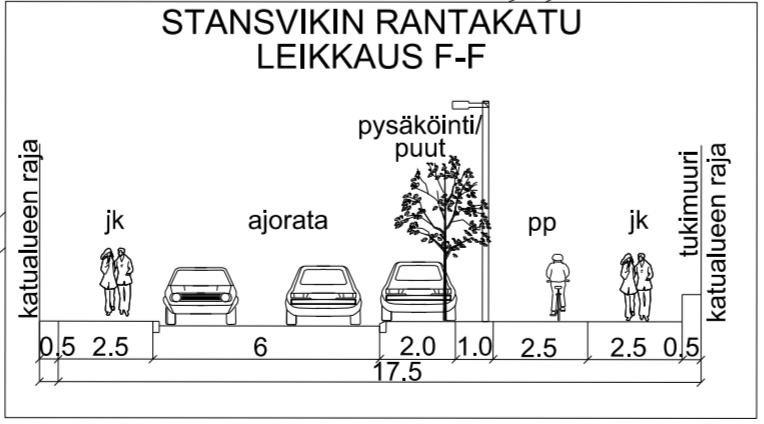 STANSVIKIN RANTAKATU
LEIKKAUS F-F
pysäköinti/
puut
katualueen raja
jk
ajorata
pp
jk
tukimuuri
katualueen raja
0.5 2.5 6 2.0 1.0 2.5 2.5 0.5
17.5